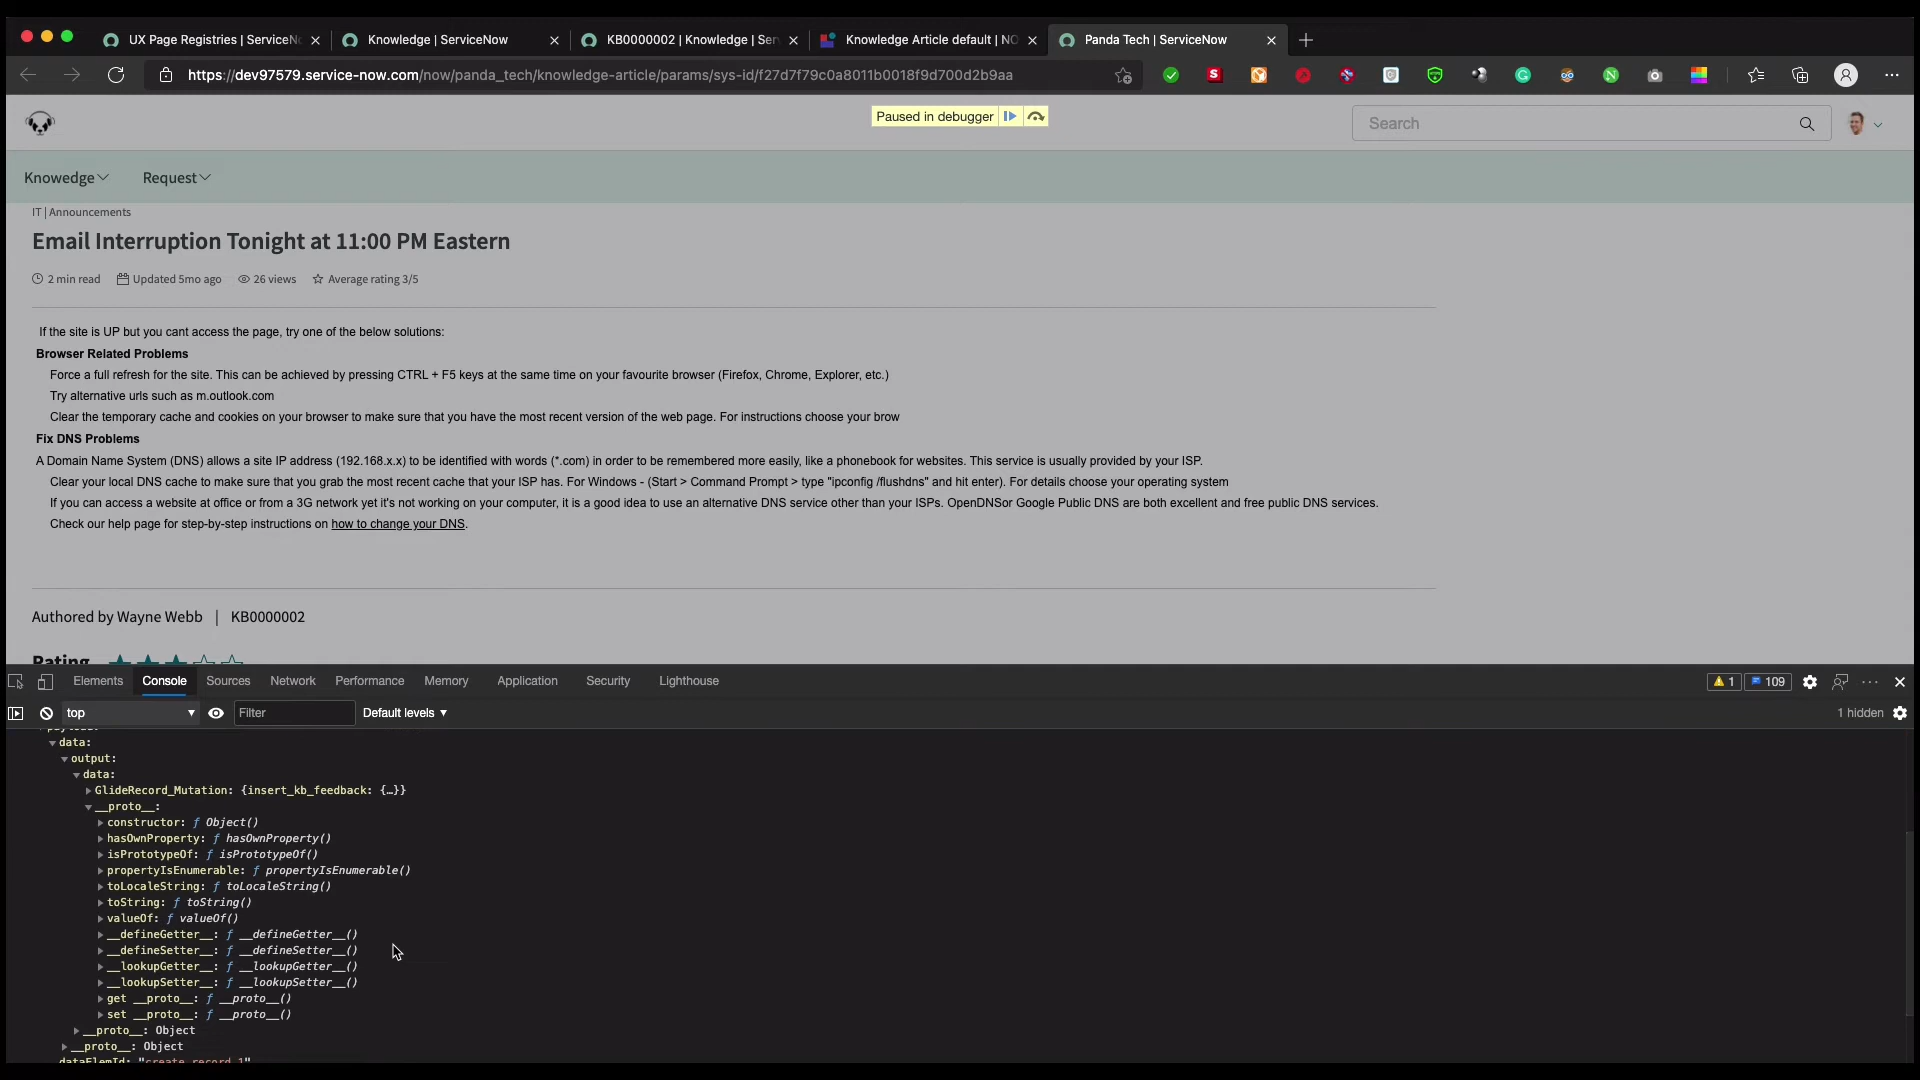 UX Page Registries | ServiceN
Knowledge | ServiceNow
KB0000002 | Knowledge | Ser
Knowledge Article default | NO
Panda Tech | ServiceNow
https://dev97579.service-now.com/now/panda_tech/knowledge-article/params/sys-id/f27d7f79c0a8011b0018f9d700d2b9aa
Paused in debugger
Search
Knowedge
Request
IT | Announcements
Email Interruption Tonight at 11:00 PM Eastern
2 min read
Updated 5mo ago
26 views
Average rating 3/5
If the site is UP but you cant access the page, try one of the below solutions:
Browser Related Problems
Force a full refresh for the site. This can be achieved by pressing CTRL + F5 keys at the same time on your favourite browser (Firefox, Chrome, Explorer, etc.)
Try alternative urls such as m.outlook.com
Clear the temporary cache and cookies on your browser to make sure that you have the most recent version of the web page. For instructions choose your brow
Fix DNS Problems
A Domain Name System (DNS) allows a site IP address (192.168.x.x) to be identified with words (*.com) in order to be remembered more easily, like a phonebook for websites. This service is usually provided by your ISP.
Clear your local DNS cache to make sure that you grab the most recent cache that your ISP has. For Windows - (Start > Command Prompt > type "ipconfig /flushdns" and hit enter). For details choose your operating system
If you can access a website at office or from a 3G network yet it's not working on your computer, it is a good idea to use an alternative DNS service other than your ISPs. OpenDNSor Google Public DNS are both excellent and free public DNS services.
Check our help page for step-by-step instructions on how to change your DNS.
Authored by Wayne Webb | KB0000002
Rating
Elements Console Sources Network Performance Memory Application Security Lighthouse
1
109
top
Filter
Default levels
1 hidden
data:
output:
data:
GlideRecord_Mutation: {insert_kb_feedback: {…}}
__proto__:
constructor: ƒ Object()
hasOwnProperty: ƒ hasOwnProperty()
isPrototypeOf: ƒ isPrototypeOf()
propertyIsEnumerable: ƒ propertyIsEnumerable()
toLocaleString: ƒ toLocaleString()
toString: ƒ toString()
valueOf: ƒ valueOf()
__defineGetter__: ƒ __defineGetter__()
__defineSetter__: ƒ __defineSetter__()
__lookupGetter__: ƒ __lookupGetter__()
__lookupSetter__: ƒ __lookupSetter__()
get __proto__: ƒ __proto__()
set __proto__: ƒ __proto__()
__proto__: Object
__proto__: Object
dataElemId: "create_record_1"